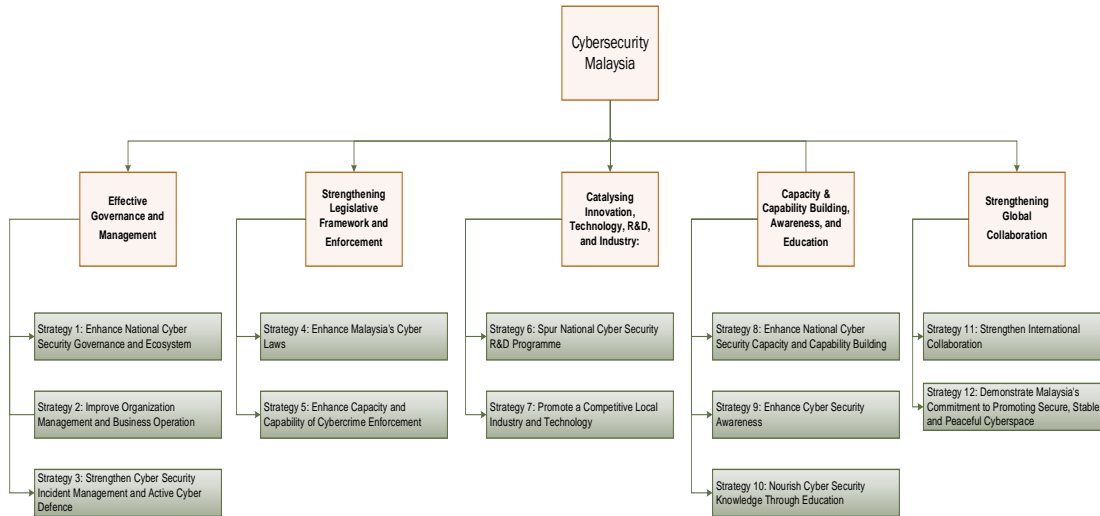 Cybersecurity
Malaysia
Effective
Governance and
Management
Strengthening
Legislative
Framework and
Enforcement
Catalysing
Innovation,
Technology, R&D,
and Industry:
Capacity &
Capability Building,
Awareness, and
Education
Strengthening
Global
Collaboration
Strategy 1: Enhance National Cyber
Security Governance and Ecosystem
Strategy 2: Improve Organization
Management and Business Operation
Strategy 3: Strengthen Cyber Security
Incident Management and Active Cyber
Defence
Strategy 4: Enhance Malaysia's Cyber
Laws
Strategy 5: Enhance Capacity and
Capability of Cybercrime Enforcement
Strategy 6: Spur National Cyber Security
R&D Programme
Strategy 7: Promote a Competitive Local
Industry and Technology
Strategy 8: Enhance National Cyber
Security Capacity and Capability Building
Strategy 9: Enhance Cyber Security
Awareness
Strategy 10: Nourish Cyber Security
Knowledge Through Education
Strategy 11: Strengthen International
Collaboration
Strategy 12: Demonstrate Malaysia's
Commitment to Promoting Secure, Stable
and Peaceful Cyberspace